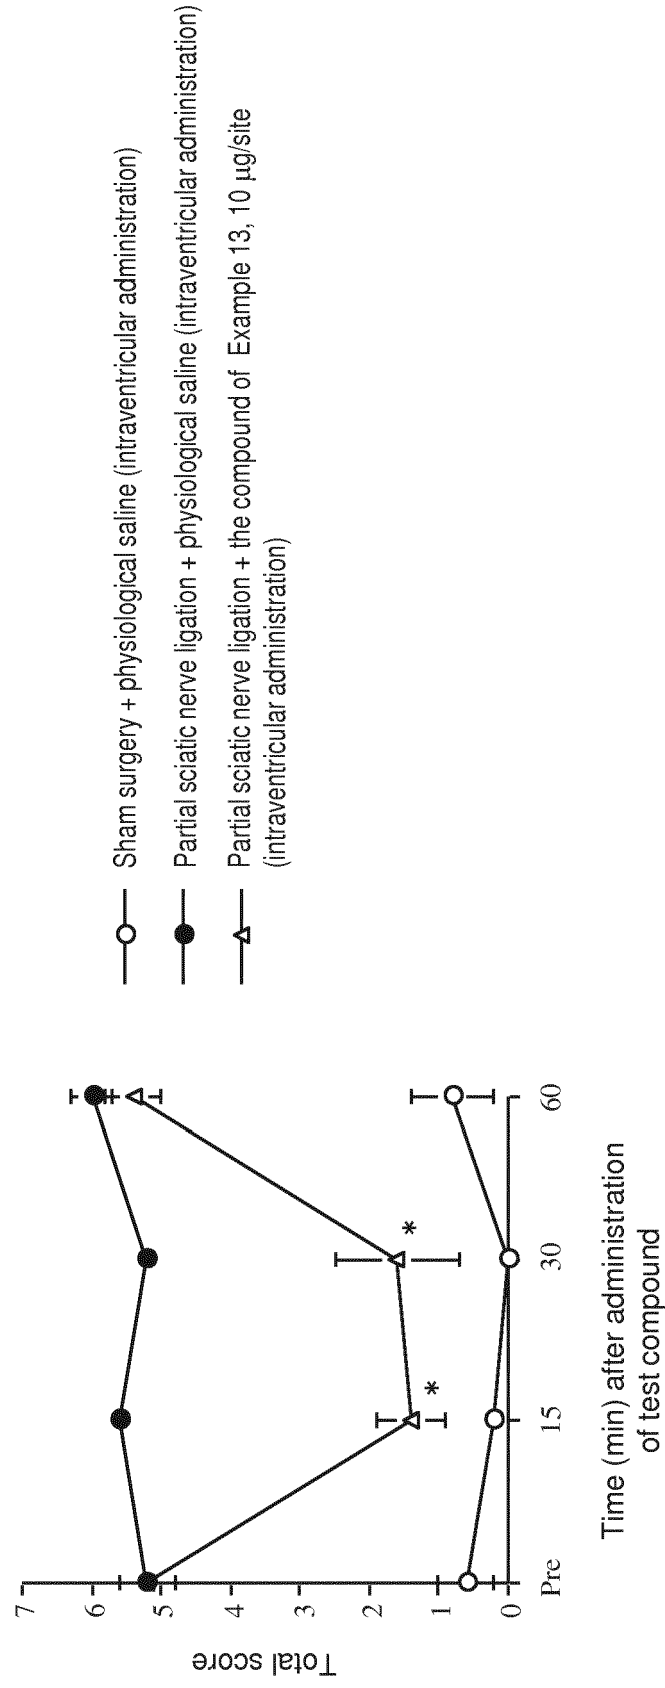 Total score
7
6
5
4
3
2
1
0
*
*
Pre
15
30
60
Time (min) after administration
of test compound
Sham surgery + physiological saline (intraventricular administration)
Partial sciatic nerve ligation + physiological saline (intraventricular administration)
Partial sciatic nerve ligation + the compound of Example 13, 10 μg/site
(intraventricular administration)